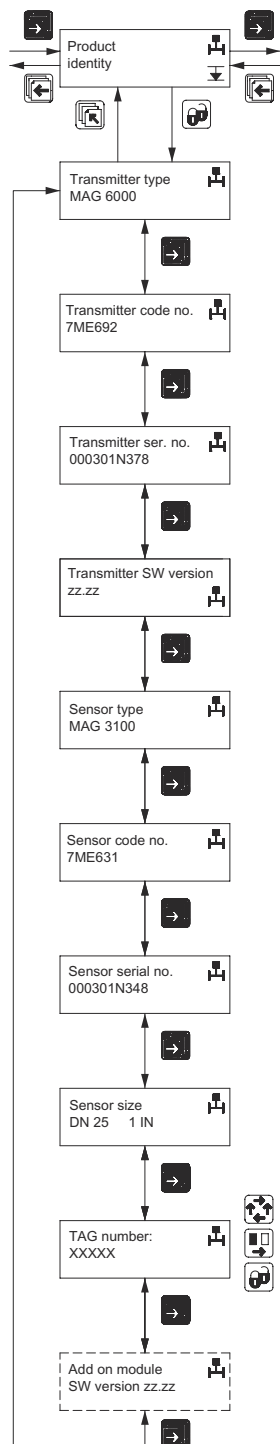 Product
identity
Transmitter type
MAG 6000
Transmitter code no.
7ME692
Transmitter ser. no.
000301N378
Transmitter SW version
zz.zz
Sensor type
MAG 3100
Sensor code no.
7ME631
Sensor serial no.
000301N348
Sensor size
DN 25 1 IN
TAG number:
XXXXX
Add on module
SW version zz.zz